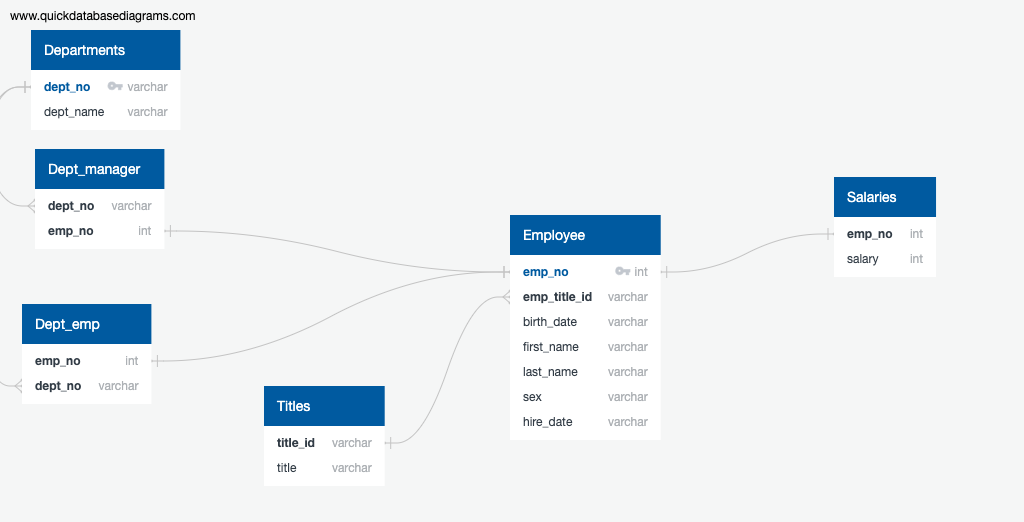 www.quickdatabasediagrams.com
Departments
dept_no varchar
dept_name varchar
Dept_manager
dept_no varchar
emp_no int
Dept_emp
emp_no int
dept_no varchar
Titles
title_id varchar
title varchar
Employee
emp_no int
emp_title_id varchar
birth_date varchar
first_name varchar
last_name varchar
sex varchar
hire_date varchar
Salaries
emp_no int
salary int